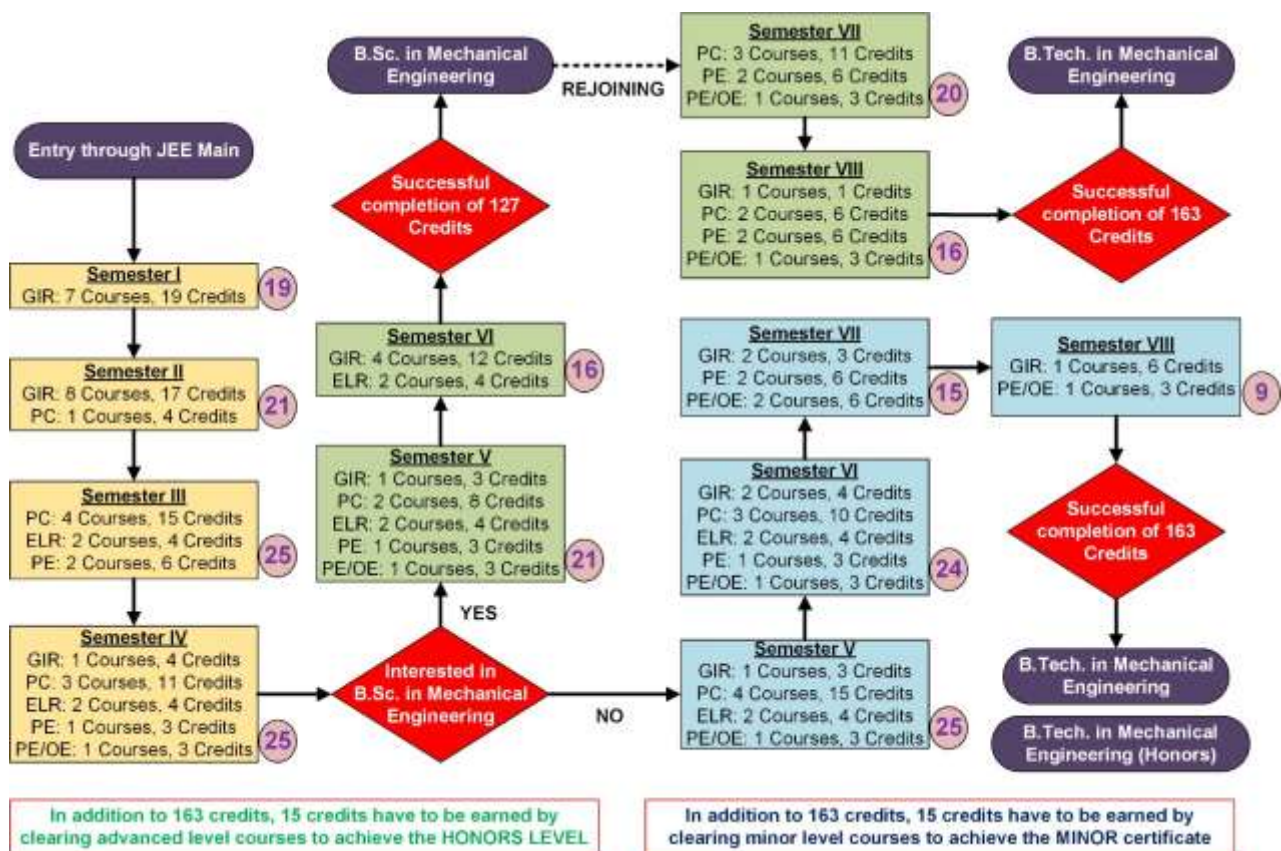 Entry through JEE Main
Semester I
GIR: 7 Courses, 19 Credits
19
Semester II
GIR: 8 Courses, 17 Credits
PC: 1 Courses, 4 Credits
21
Semester III
PC: 4 Courses, 15 Credits
ELR: 2 Courses, 4 Credits
PE: 2 Courses, 6 Credits
25
Semester IV
GIR: 1 Courses, 4 Credits
PC: 3 Courses, 11 Credits
ELR: 2 Courses, 4 Credits
PE: 1 Courses, 3 Credits
PE/OE: 1 Courses, 3 Credits
25
Interested in
B.Sc. in Mechanical
Engineering
YES
NO
Semester V
GIR: 1 Courses, 3 Credits
PC: 2 Courses, 8 Credits
ELR: 2 Courses, 4 Credits
PE: 1 Courses, 3 Credits
PE/OE: 1 Courses, 3 Credits
21
Semester VI
GIR: 4 Courses, 12 Credits
ELR: 2 Courses, 4 Credits
16
Successful
completion of 127
Credits
B.Sc. in Mechanical
Engineering
REJOINING
Semester VII
PC: 3 Courses, 11 Credits
PE: 2 Courses, 6 Credits
PE/OE: 1 Courses, 3 Credits
20
Semester VIII
GIR: 1 Courses, 1 Credits
PC: 2 Courses, 6 Credits
PE: 2 Courses, 6 Credits
PE/OE: 1 Courses, 3 Credits
16
Successful
completion of 163
Credits
B.Tech. in Mechanical
Engineering
Semester V
GIR: 1 Courses, 3 Credits
PC: 4 Courses, 15 Credits
ELR: 2 Courses, 4 Credits
PE/OE: 1 Courses, 3 Credits
25
Semester VI
GIR: 2 Courses, 4 Credits
PC: 3 Courses, 10 Credits
ELR: 2 Courses, 4 Credits
PE: 1 Courses, 3 Credits
PE/OE: 1 Courses, 3 Credits
24
Semester VII
GIR: 2 Courses, 3 Credits
PE: 2 Courses, 6 Credits
PE/OE: 2 Courses, 6 Credits
15
Semester VIII
GIR: 1 Courses, 6 Credits
PE/OE: 1 Courses, 3 Credits
9
Successful
completion of 163
Credits
B.Tech. in Mechanical
Engineering
B.Tech. in Mechanical
Engineering (Honors)
In addition to 163 credits, 15 credits have to be earned by
clearing advanced level courses to achieve the HONORS LEVEL
In addition to 163 credits, 15 credits have to be earned by
clearing minor level courses to achieve the MINOR certificate